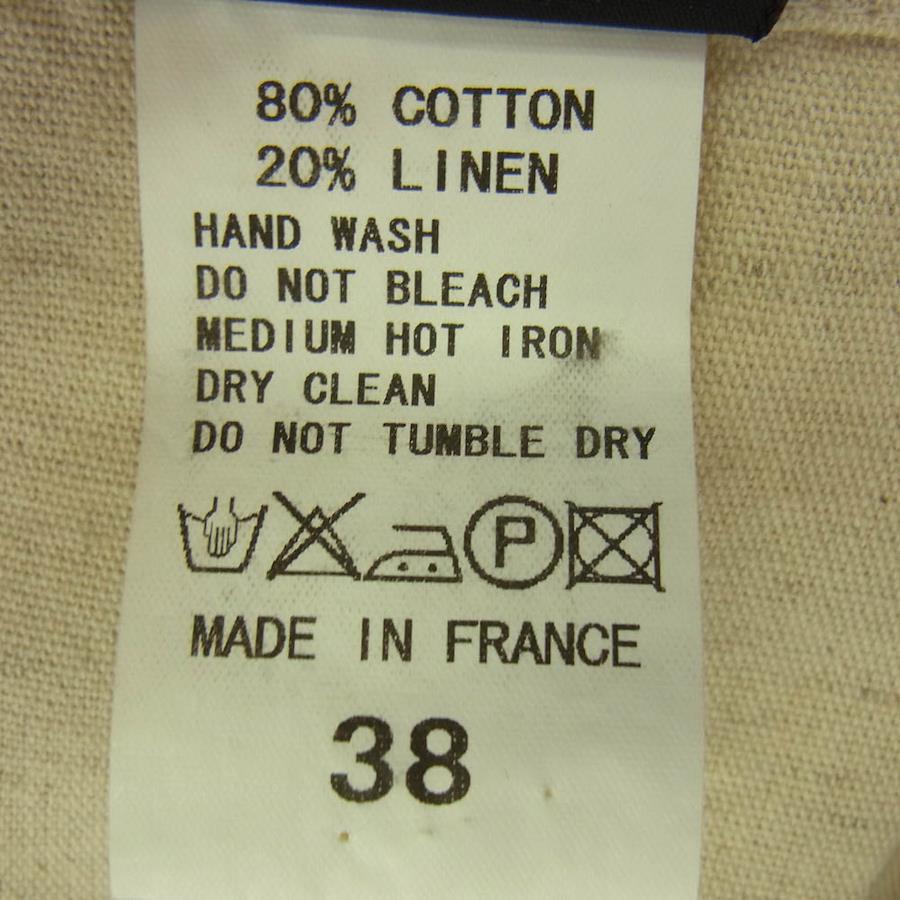 80% COTTON
20% LINEN
HAND WASH
DO NOT BLEACH
MEDIUM HOT IRON
DRY CLEAN
DO NOT TUMBLE DRY
P
MADE IN FRANCE
38